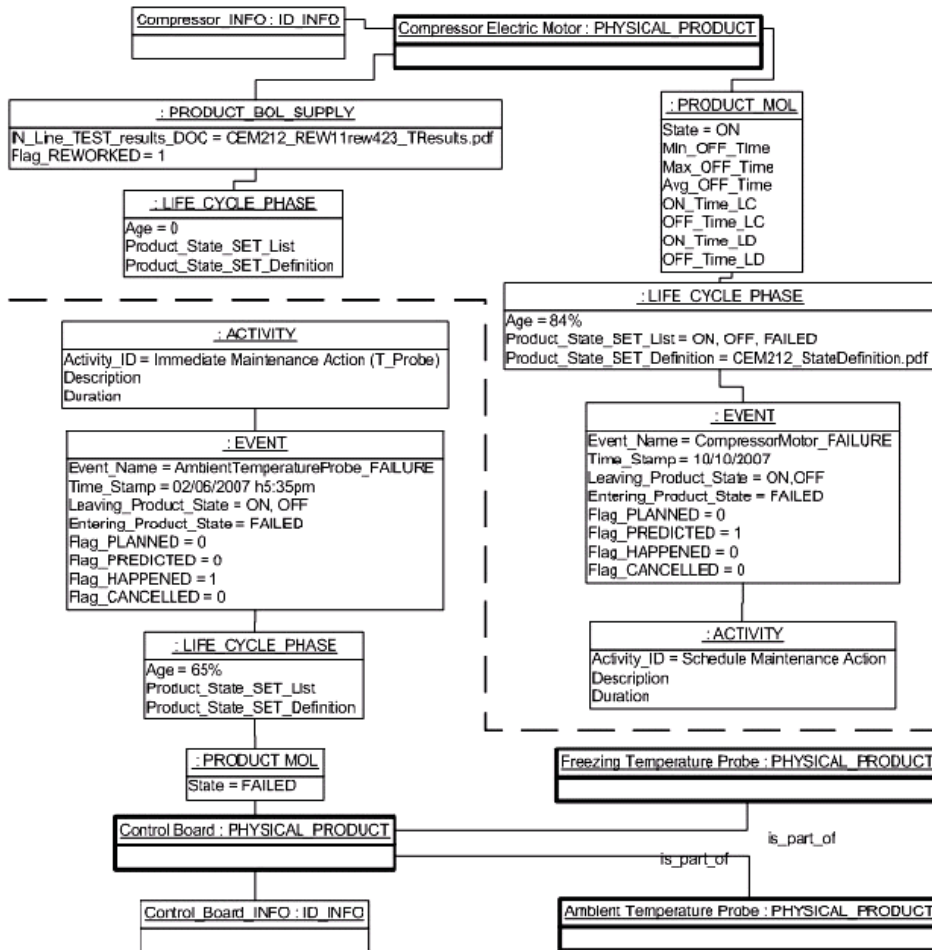 Compressor_INFO : ID_INFO
Compressor Electric Motor : PHYSICAL_PRODUCT
: PRODUCT_BOL_SUPPLY
IN_Line_TEST_results_DOC = CEM212_REW11rew423_TResults.pdf
Flag_REWORKED = 1
: LIFE_CYCLE_PHASE
Age = 0
Product_State_SET_List
Product_State_SET_Definition
: PRODUCT_MOL
State = ON
Min_OFF_Time
Max_OFF_Time
Avg_OFF_Time
ON_Time_LC
OFF_Time_LC
ON_Time_LD
OFF_Time_LD
: LIFE_CYCLE_PHASE
Age = 84%
Product_State_SET_List = ON, OFF, FAILED
Product_State_SET_Definition = CEM212_StateDefinition.pdf
: EVENT
Event_Name = CompressorMotor_FAILURE
Time_Stamp = 10/10/2007
Leaving_Product_State = ON,OFF
Entering_Product_State = FAILED
Flag_PLANNED = 0
Flag_PREDICTED = 1
Flag_HAPPENED = 0
Flag_CANCELLED = 0
: ACTIVITY
Activity_ID = Schedule Maintenance Action
Description
Duration
: ACTIVITY
Activity_ID = Immediate Maintenance Action (T_Probe)
Description
Duration
: EVENT
Event_Name = AmbientTemperatureProbe_FAILURE
Time_Stamp = 02/06/2007 h5:35pm
Leaving_Product_State = ON, OFF
Entering_Product_State = FAILED
Flag_PLANNED = 0
Flag_PREDICTED = 0
Flag_HAPPENED = 1
Flag_CANCELLED = 0
: LIFE_CYCLE_PHASE
Age = 65%
Product_State_SET_List
Product_State_SET_Definition
: PRODUCT MOL
State = FAILED
Control Board : PHYSICAL_PRODUCT
Control_Board_INFO : ID_INFO
Freezing Temperature Probe : PHYSICAL_PRODUCT
is_part_of
is_part_of
Ambient Temperature Probe : PHYSICAL_PRODUCT